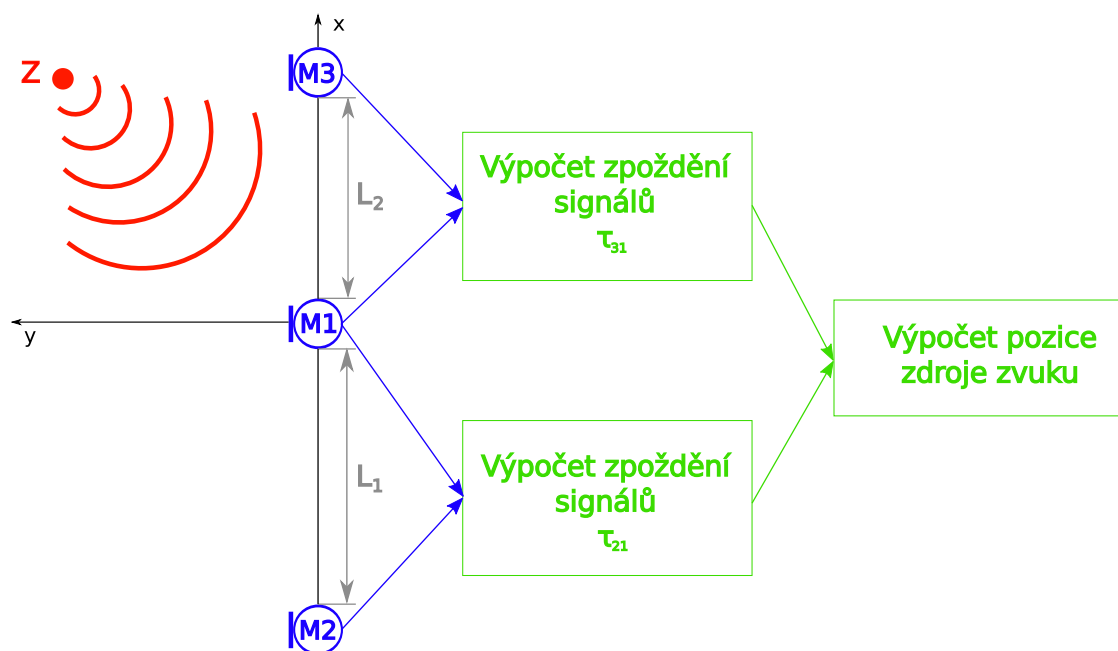 x
Z
M3
Výpočet zpoždění
signálů
τ31
L2
M1
y
Výpočet pozice
zdroje zvuku
L1
Výpočet zpoždění
signálů
τ21
M2